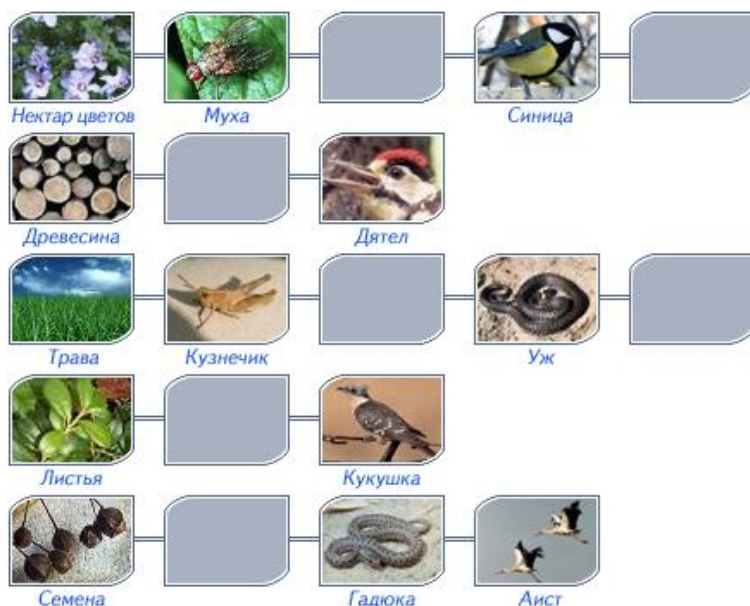 Нектар цветов Муха Синица
Древесина Дятел
Трава Кузнечик Уж
Листья Кукушка
Семена Гадюка Аист